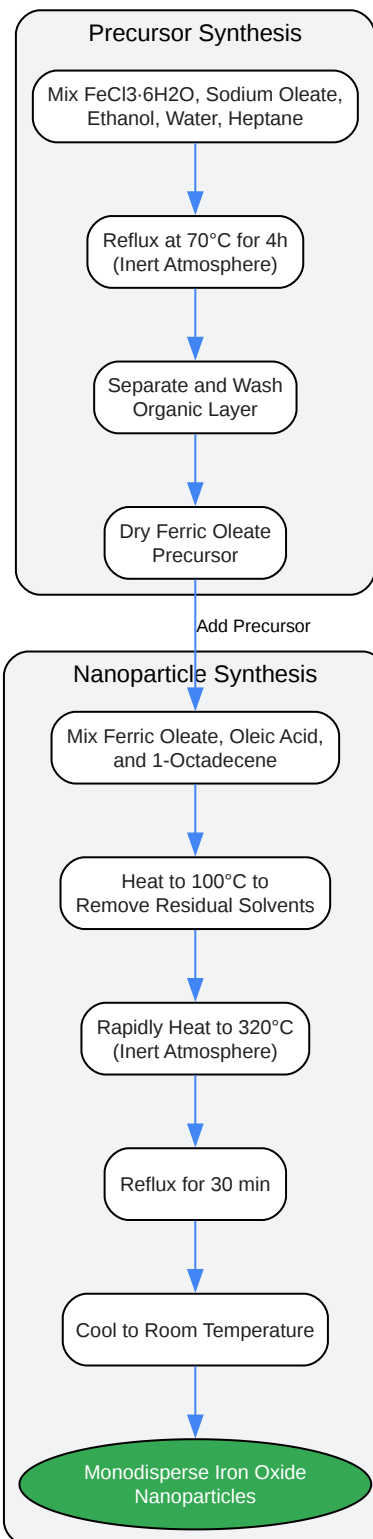 Precursor Synthesis
Mix FeCl3·6H2O, Sodium Oleate,
Ethanol, Water, Heptane
Reflux at 70°C for 4h
(Inert Atmosphere)
Separate and Wash
Organic Layer
Dry Ferric Oleate
Precursor
Add Precursor
Nanoparticle Synthesis
Mix Ferric Oleate, Oleic Acid,
and 1-Octadecene
Heat to 100°C to
Remove Residual Solvents
Rapidly Heat to 320°C
(Inert Atmosphere)
Reflux for 30 min
Cool to Room Temperature
Monodisperse Iron Oxide
Nanoparticles